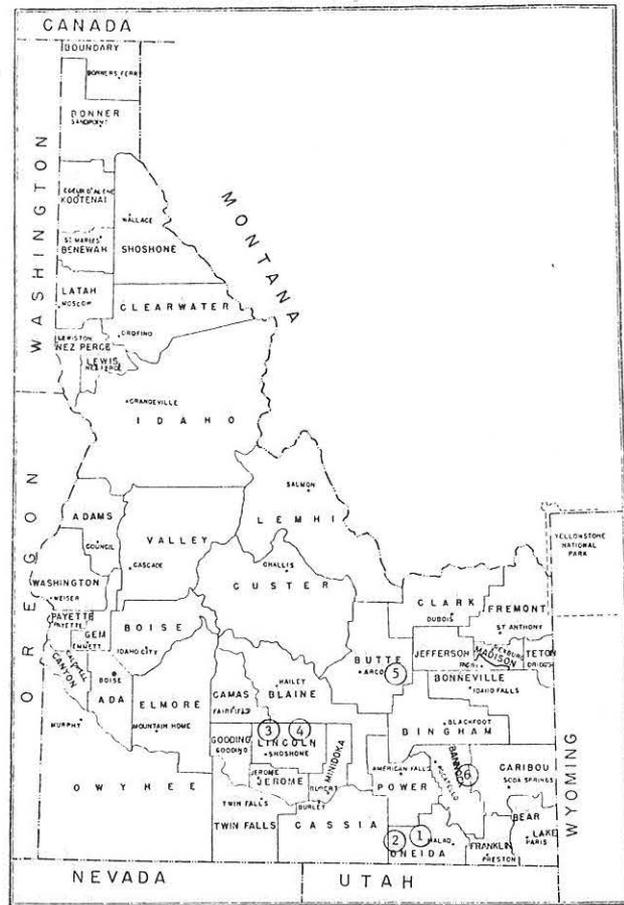 CANADA
BOUNDARY
BONNERS FERRY
BONNER
SANDPOINT
COEUR D'ALENE
KOOTENAI
WALLACE
ST MARIES
BENEWAH
SHOSHONE
MONTANA
WASHINGTON
LATAH
MOSCOW
CLEARWATER
OROFINO
LEWISTON
NEZ PERCE
LEWIS
NEZ PERCE
GRANGEVILLE
IDAHO
OREGON
SALMON
LEMHI
ADAMS
COUNCIL
VALLEY
CASCADE
YELLOWSTONE
NATIONAL
PARK
CHALLIS
CUSTER
WASHINGTON
WEISER
CLARK
DUBOIS
FREMONT
ST ANTHONY
PAYETTE
PAYETTE
GEM
EMMETT
BOISE
IDAHO CITY
CANYON
CALDWELL
BUTTE
ARCO
5
JEFFERSON
RIGBY
MADISON
REXBURG
TETON
DRIGGS
BONNEVILLE
IDAHO FALLS
BOISE
ADA
ELMORE
MOUNTAIN HOME
CAMAS
FAIRFIELD
HAILEY
BLAINE
MURPHY
BLACKFOOT
BINGHAM
GOODING
GOODING
3
4
LINCOLN
SHOSHONE
MINIDOKA
RUPERT
JEROME
JEROME
AMERICAN FALLS
POWER
BANNOCK
POCATELLO
6
CARIBOU
SODA SPRINGS
WYOMING
OWYHEE
TWIN FALLS
TWIN FALLS
BURLEY
CASSIA
2
1
MALAD
ONEIDA
FRANKLIN
PRESTON
BEAR
LAKE
PARIS
NEVADA
UTAH